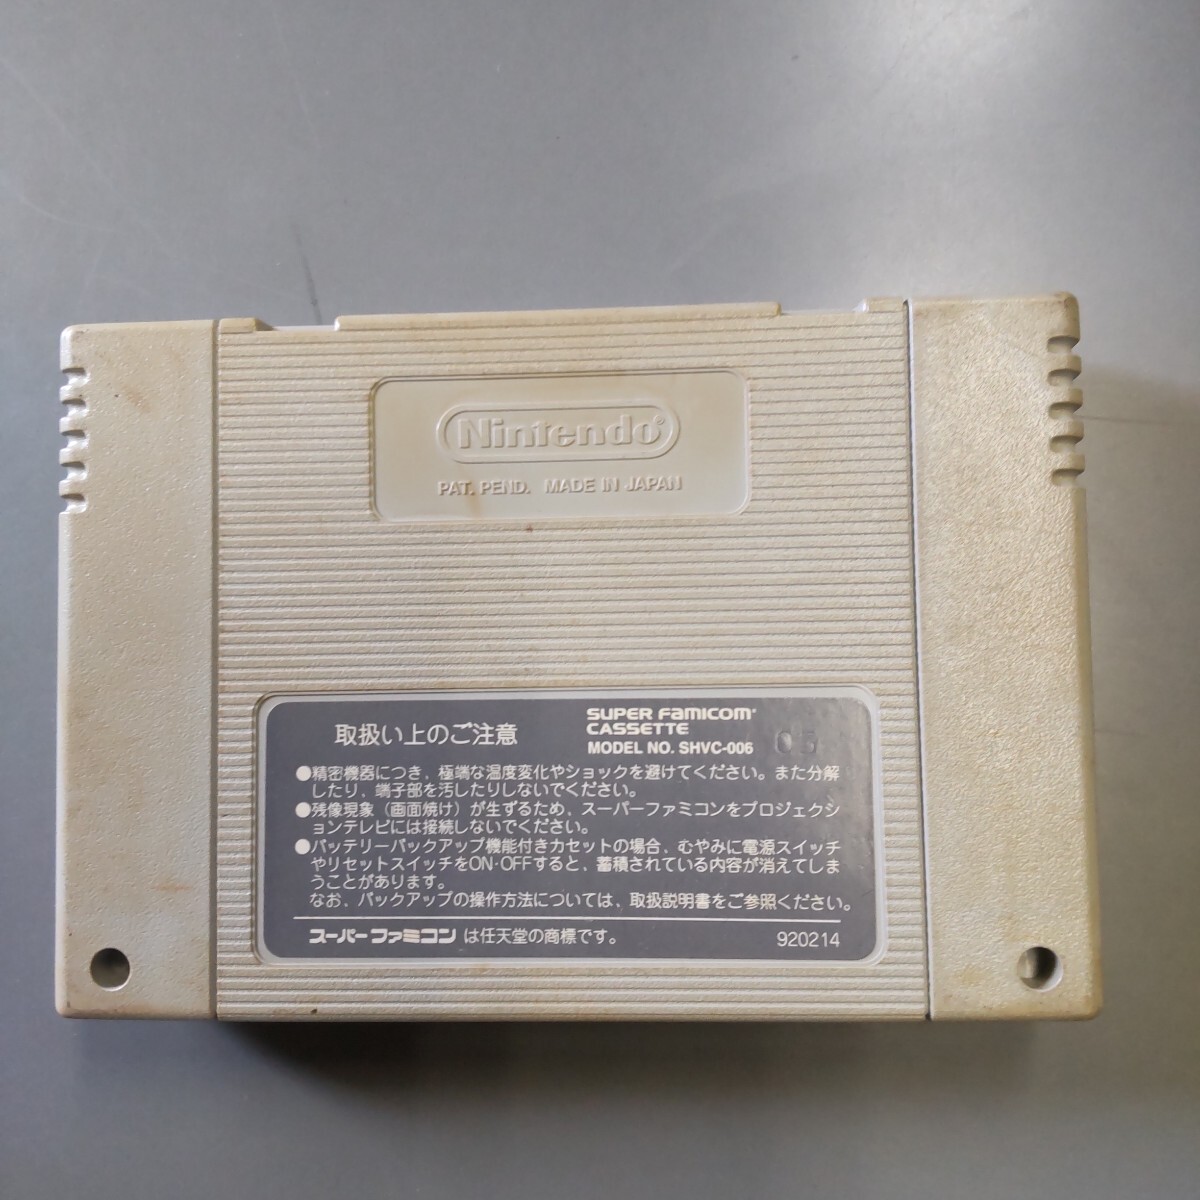 Nintendo®
PAT. PEND. MADE IN JAPAN
取扱い上のご注意
SUPER FAMICOM
CASSETTE
MODEL NO. SHVC-006
●精密機器につき、極端な温度変化やショックを避けてください。また分解
したり、端子部を汚したりしないでください。
●残像現象（画面焼け）が生ずるため、スーパーファミコンをプロジェクシ
ョンテレビには接続しないでください。
●バッテリーバックアップ機能付きカセットの場合、むやみに電源スイッチ
やリセットスイッチをON・OFFすると、蓄積されている内容が消えてしま
うことがあります。
なお、バックアップの操作方法については、取扱説明書をご参照ください。
スーパーファミコン は任天堂の商標です。
920214